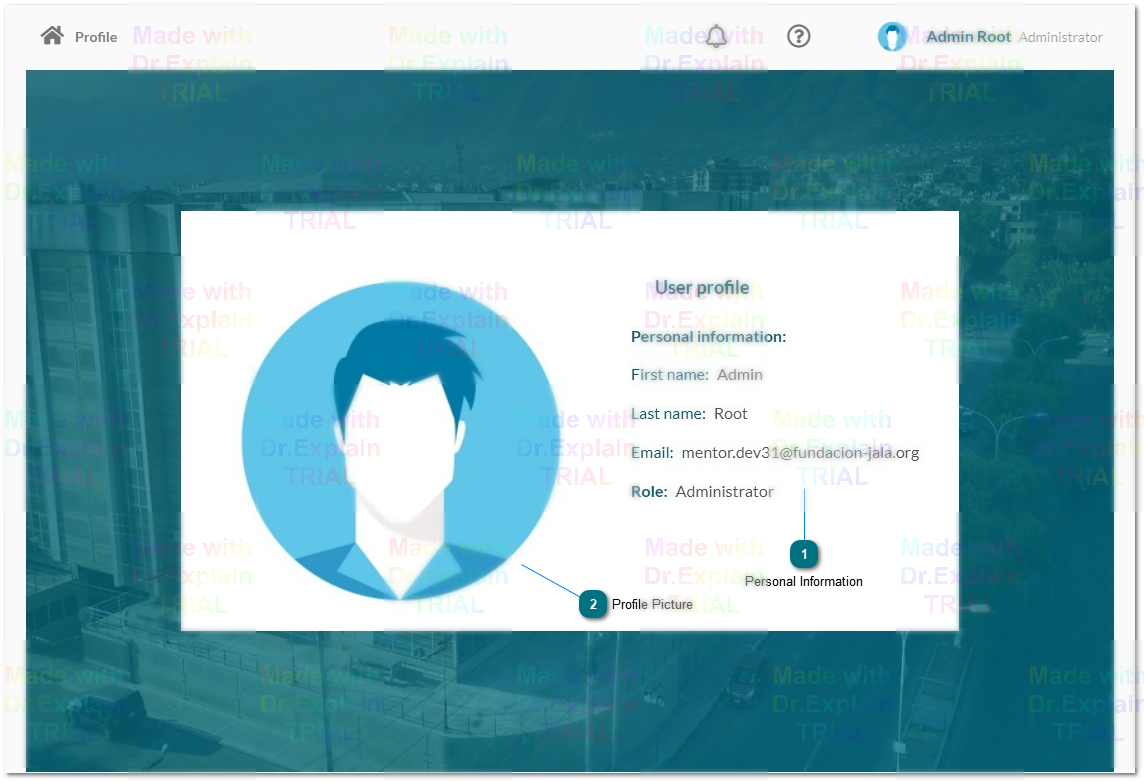 Profile
Admin Root Administrator
User profile
Personal information:
First name: Admin
Last name: Root
Email: mentor.dev31@fundacion-jala.org
Role: Administrator
1
Personal Information
2 Profile Picture
Made with
Dr.Explain
TRIAL